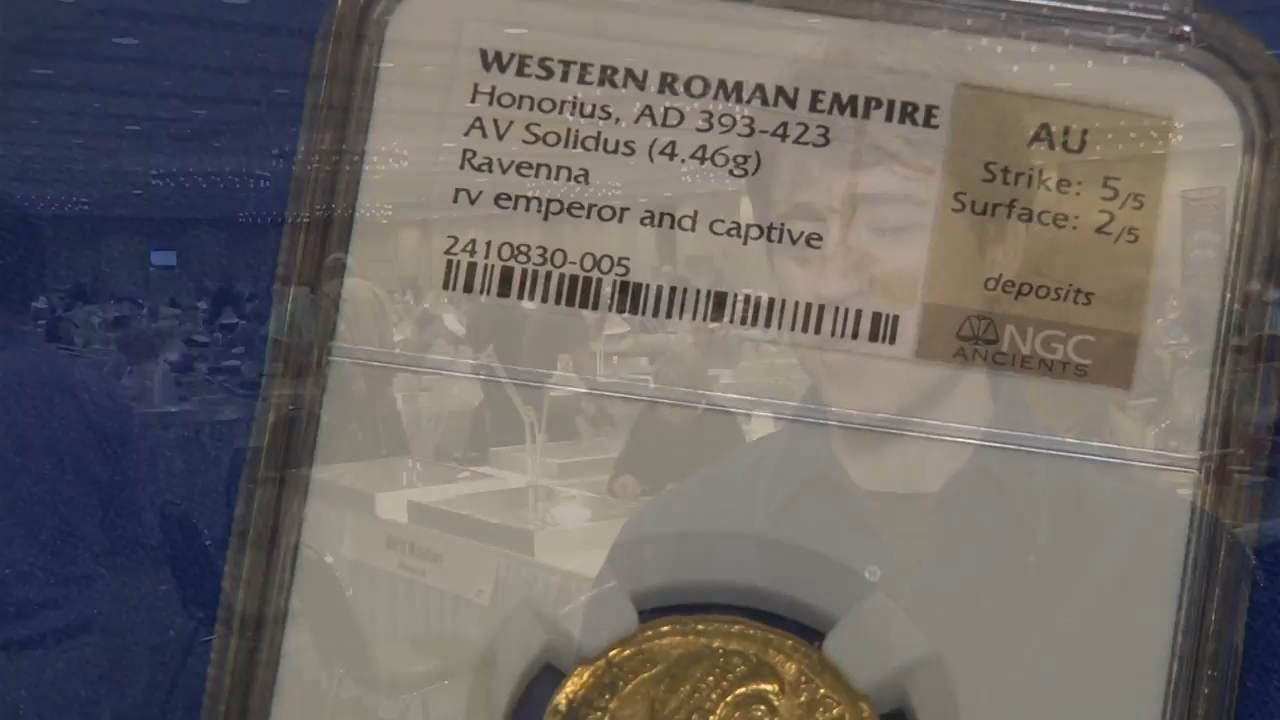 WESTERN ROMAN EMPIRE
Honorius, AD 393-423
AV Solidus (4.46g)
Ravenna
rv emperor and captive
2410830-005
AU
Strike: 5/5
Surface: 2/5
deposits
NGC
ANCIENTS